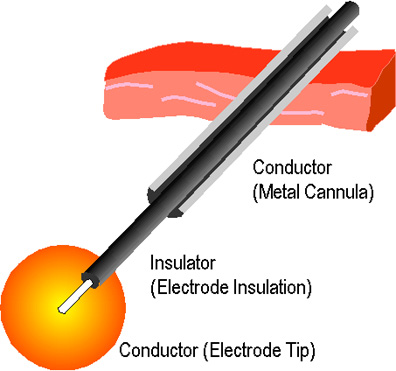 Conductor
(Metal Cannula)
Insulator
(Electrode Insulation)
Conductor (Electrode Tip)